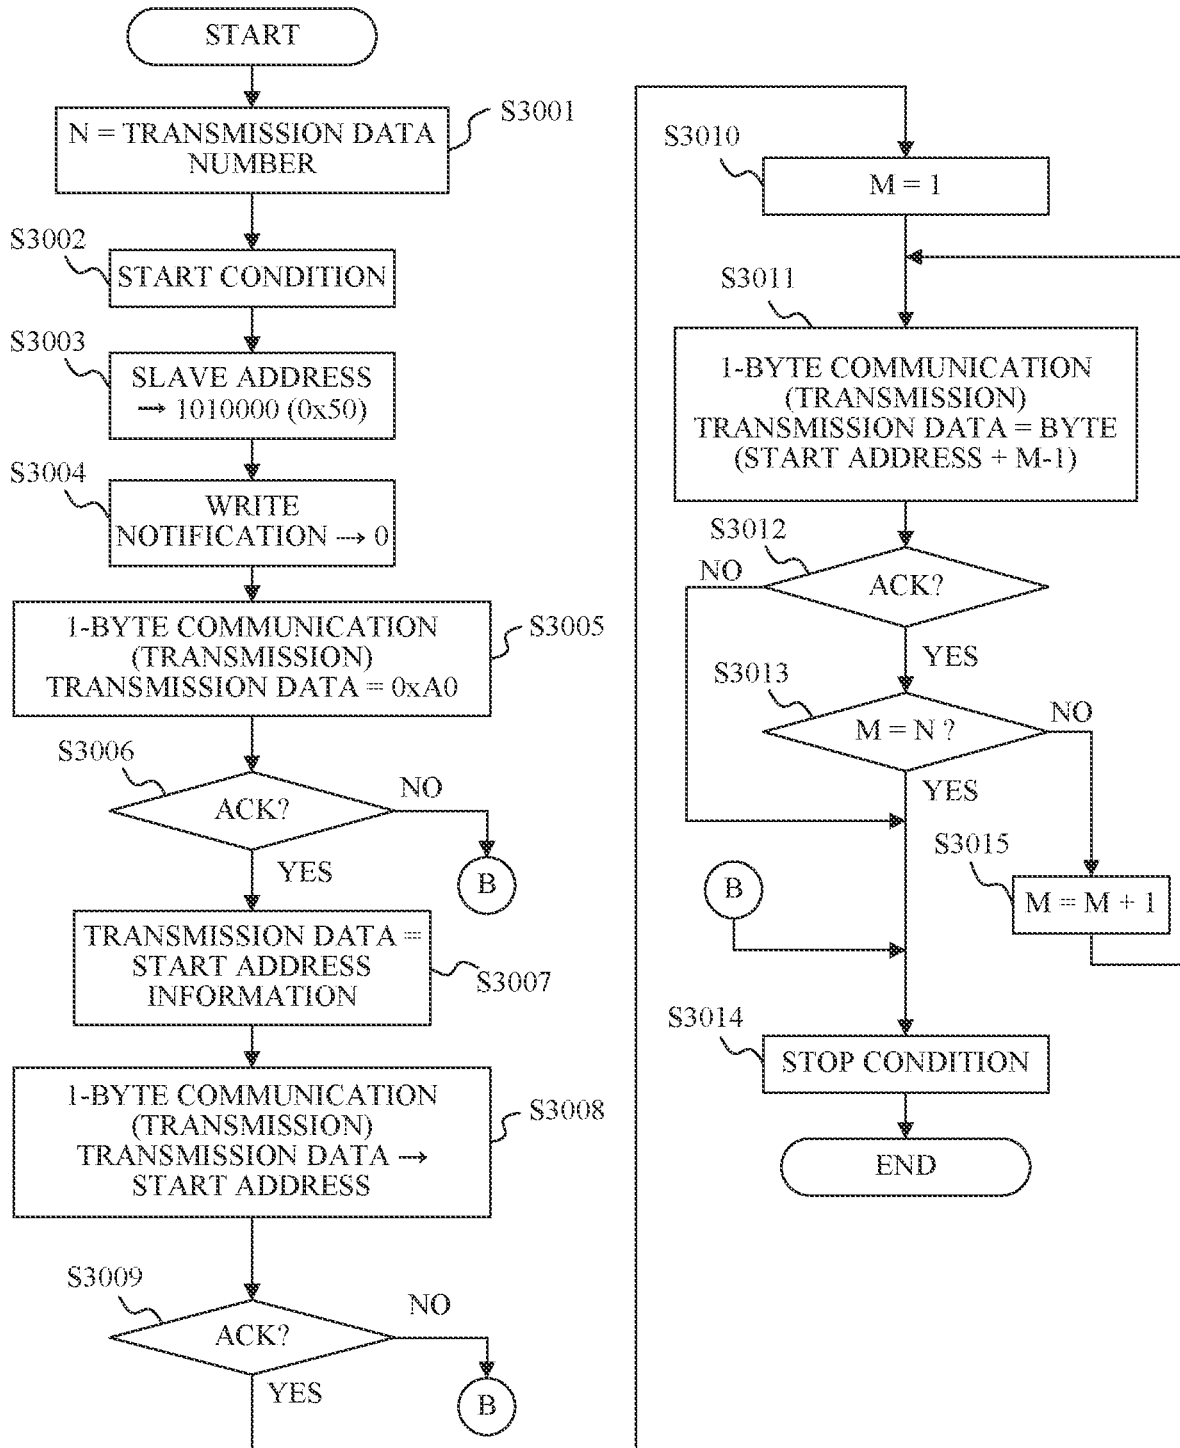 START
S3001
N = TRANSMISSION DATA
NUMBER
S3002
START CONDITION
S3003
SLAVE ADDRESS
→ 1010000 (0x50)
S3004
WRITE
NOTIFICATION → 0
1-BYTE COMMUNICATION
(TRANSMISSION)
TRANSMISSION DATA = 0xA0
S3005
S3006
ACK?
NO
B
YES
TRANSMISSION DATA =
START ADDRESS
INFORMATION
S3007
1-BYTE COMMUNICATION
(TRANSMISSION)
TRANSMISSION DATA →
START ADDRESS
S3008
S3009
ACK?
NO
B
YES
S3010
M = 1
S3011
1-BYTE COMMUNICATION
(TRANSMISSION)
TRANSMISSION DATA = BYTE
(START ADDRESS + M-1)
S3012
NO
ACK?
YES
S3013
M = N ?
NO
YES
S3015
M = M + 1
B
S3014
STOP CONDITION
END